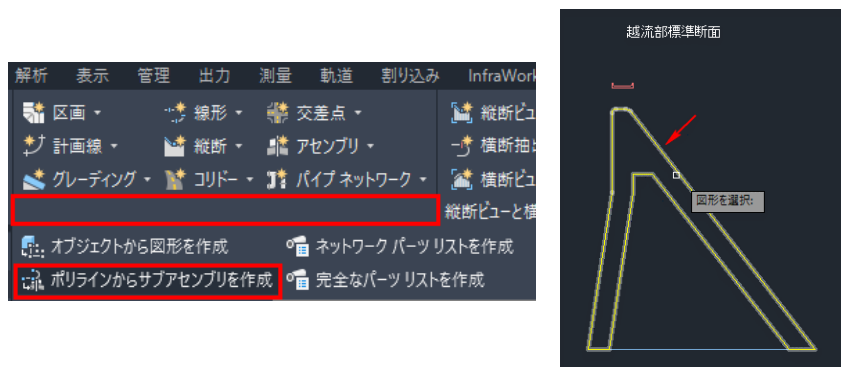 解析 表示 管理 出力 測量 軌道 割り込み InfraWor
区画 線形 交差点 縦断ビュ
計画線 縦断 アセンブリ 横断抽
グレーディング コリドー パイプ ネットワーク 横断ビュ
縦断ビューと横
オブジェクトから図形を作成 ネットワーク パーツ リストを作成
ポリラインからサブアセンブリを作成 完全なパーツ リストを作成
越流部標準断面
図形を選択: